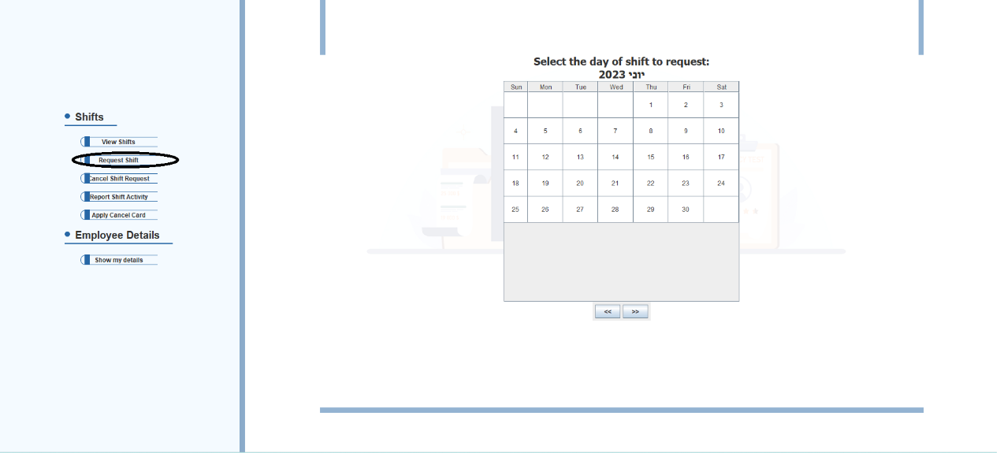 Shifts
View Shifts
Request Shift
Cancel Shift Request
Report Shift Activity
Apply Cancel Card
Employee Details
Show my details
Select the day of shift to request:
יוני 2023
Sun Mon Tue Wed Thu Fri Sat
1 2 3
4 5 6 7 8 9 10
11 12 13 14 15 16 17
18 19 20 21 22 23 24
25 26 27 28 29 30
<< >>